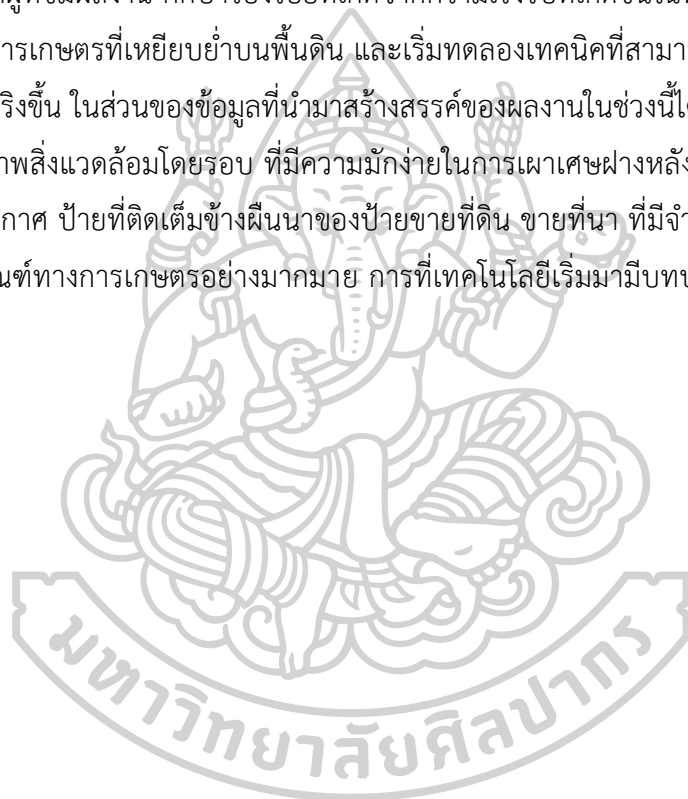 การเกษตรที่เหยียบย่ำบนพื้นดิน และเริ่มทดลองเทคนิคที่สามา
ริงขึ้น ในส่วนของข้อมูลที่นำมาสร้างสรรค์ของผลงานในช่วงนี้ได
าพสิ่งแวดล้อมโดยรอบ ที่มีความมักง่ายในการเผาเศษฝางหลัง
กาศ ป้ายที่ติดเต็มข้างผืนนาของป้ายขายที่ดิน ขายที่นา ที่มีจำ
ณฑ์ทางการเกษตรอย่างมากมาย การที่เทคโนโลยีเริ่มมามีบทบ
มหาวิทยาลัยศิลปากร